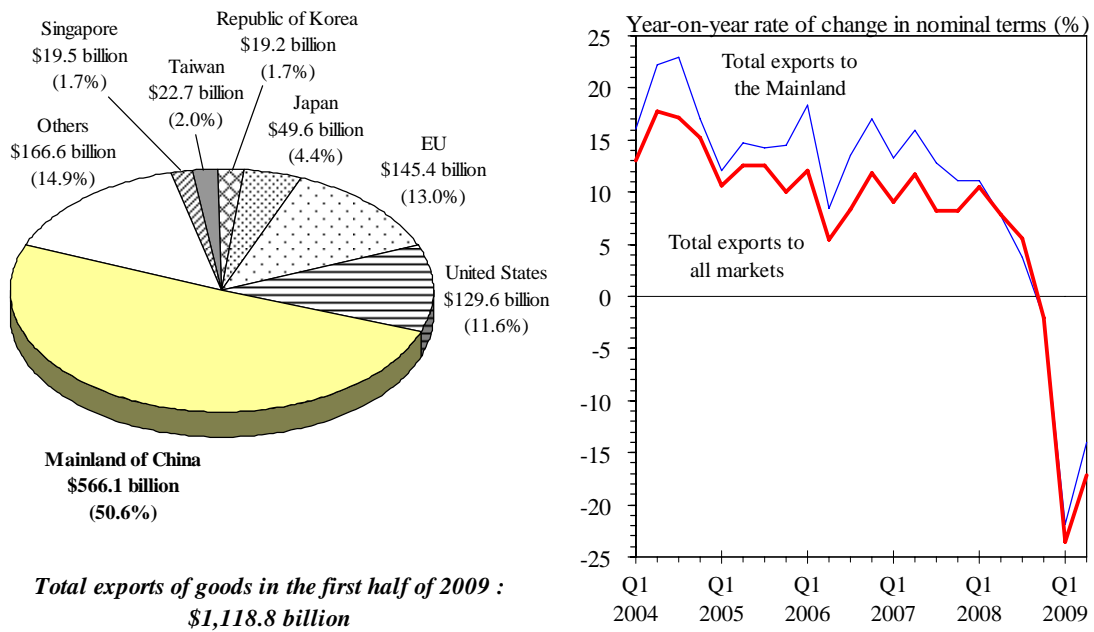 Singapore
$19.5 billion
(1.7%)
Republic of Korea
$19.2 billion
(1.7%)
Taiwan
$22.7 billion
(2.0%)
Japan
$49.6 billion
(4.4%)
Others
$166.6 billion
(14.9%)
EU
$145.4 billion
(13.0%)
United States
$129.6 billion
(11.6%)
Mainland of China
$566.1 billion
(50.6%)
Total exports of goods in the first half of 2009 :
$1,118.8 billion
Year-on-year rate of change in nominal terms (%)
Total exports to
the Mainland
Total exports to
all markets
25
20
15
10
5
0
-5
-10
-15
-20
-25
Q1 Q1 Q1 Q1 Q1 Q1
2004 2005 2006 2007 2008 2009